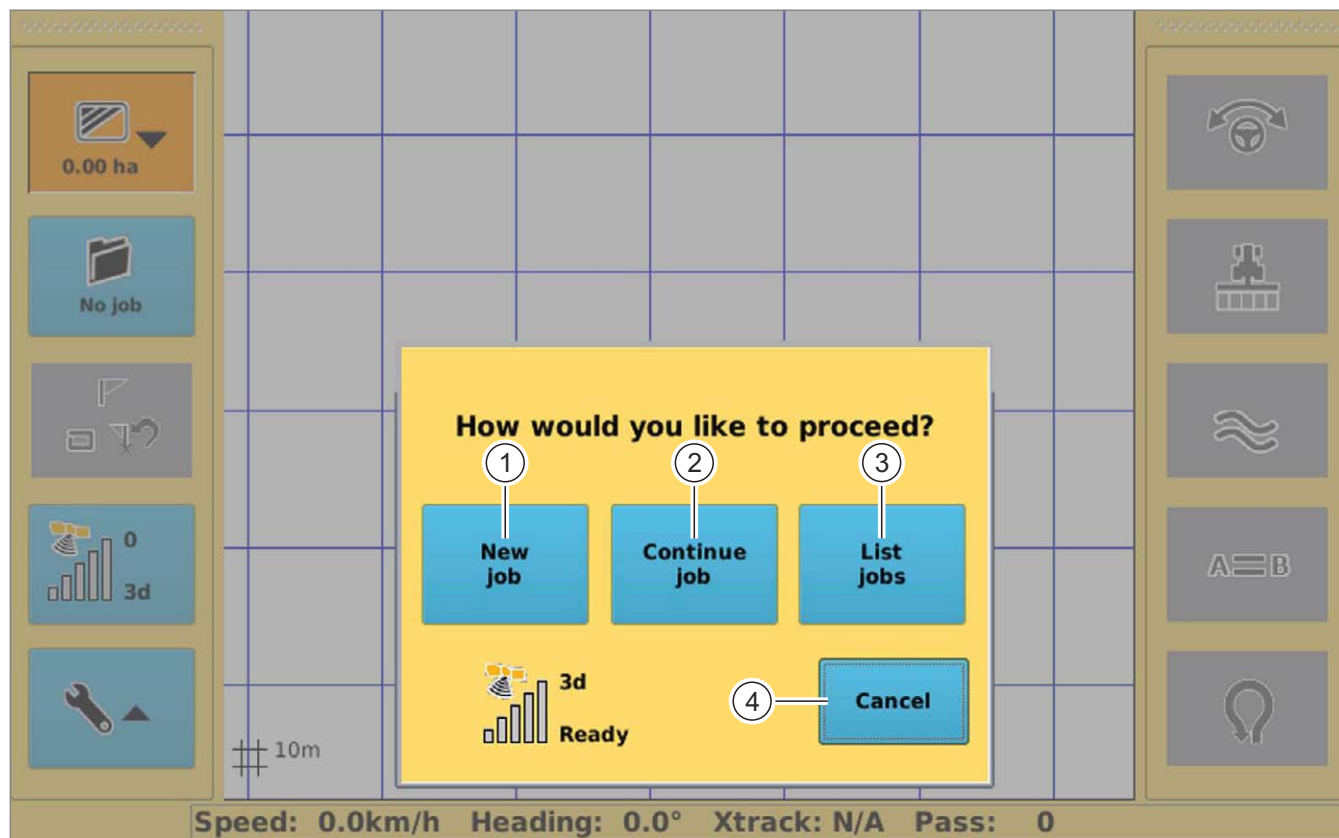 0.00 ha
No job
0
3d
How would you like to proceed?
1
2
3
New
job
Continue
job
List
jobs
3d
Ready
4
Cancel
A B
10m
Speed: 0.0km/h Heading: 0.0° Xtrack: N/A Pass: 0